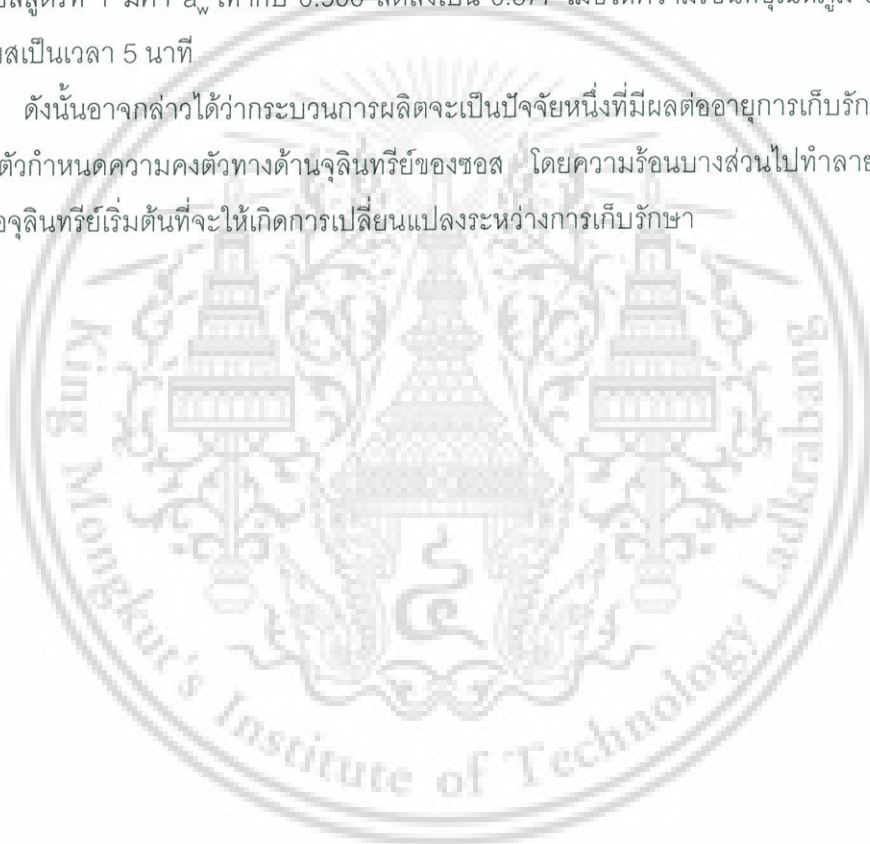 เป็นเวลา 5 นาที
ดังนั้นอาจกล่าวได้ว่ากระบวนการผลิตจะเป็นปัจจัยหนึ่งที่มีผลต่ออายุการเก็บรัก
ตัวกำหนดความคงตัวทางด้านจุลินทรีย์ของซอส โดยความร้อนบางส่วนไปทำลาย
จุลินทรีย์เริ่มต้นที่จะให้เกิดการเปลี่ยนแปลงระหว่างการเก็บรักษา
King Mongkut's Institute of Technology Ladkrabang